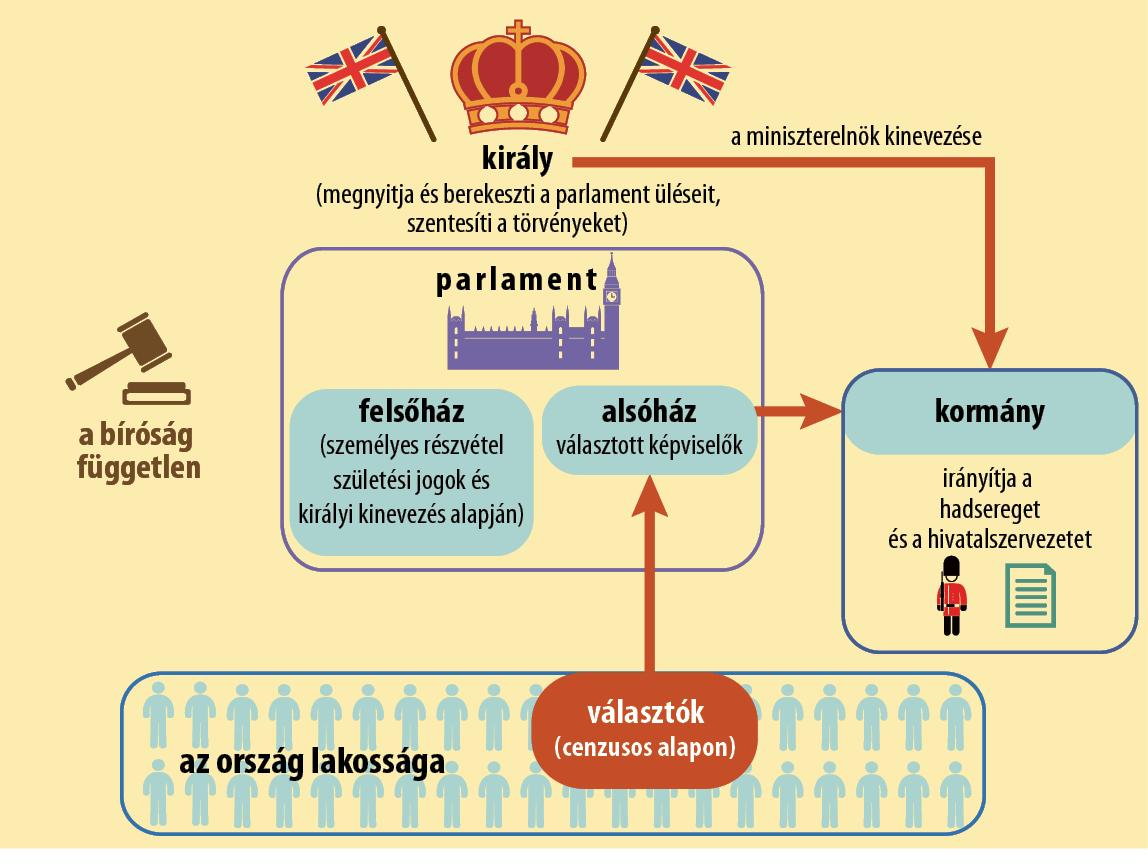 király
(megnyitja és berekeszti a parlament üléseit,
szentesíti a törvényeket)
a miniszterelnök kinevezése
parlament
felsőház
(személyes részvétel
születési jogok és
királyi kinevezés alapján)
alsóház
választott képviselők
kormány
irányítja a
hadsereget
és a hivatalszervezetet
a bíróság
független
választók
(cenzusos alapon)
az ország lakossága